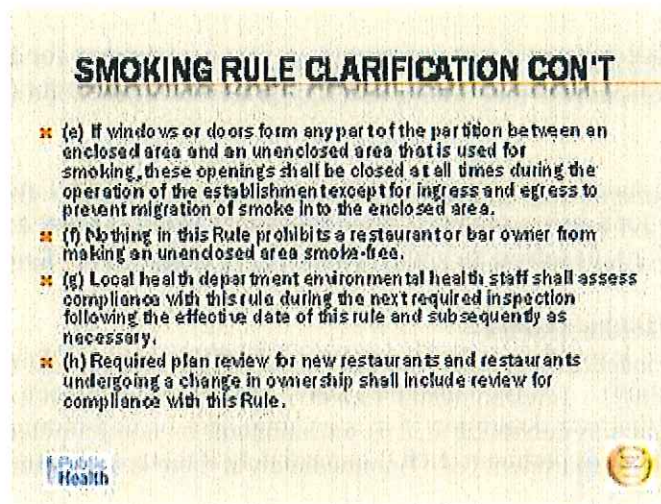 SMOKING RULE CLARIFICATION CON'T
(e) If windows or doors form any part of the partition between an
enclosed area and an unenclosed area that is used for
smoking, these openings shall be closed at all times during the
operation of the establishment except for ingress and egress to
prevent migration of smoke into the enclosed area.
(f) Nothing in this Rule prohibits a restaurant or bar owner from
making an unenclosed area smoke-free.
(g) Local health department environmental health staff shall assess
compliance with this rule during the next required inspection
following the effective date of this rule and subsequently as
necessary.
(h) Required plan review for new restaurants and restaurants
undergoing a change in ownership shall include review for
compliance with this Rule.
Public
Health